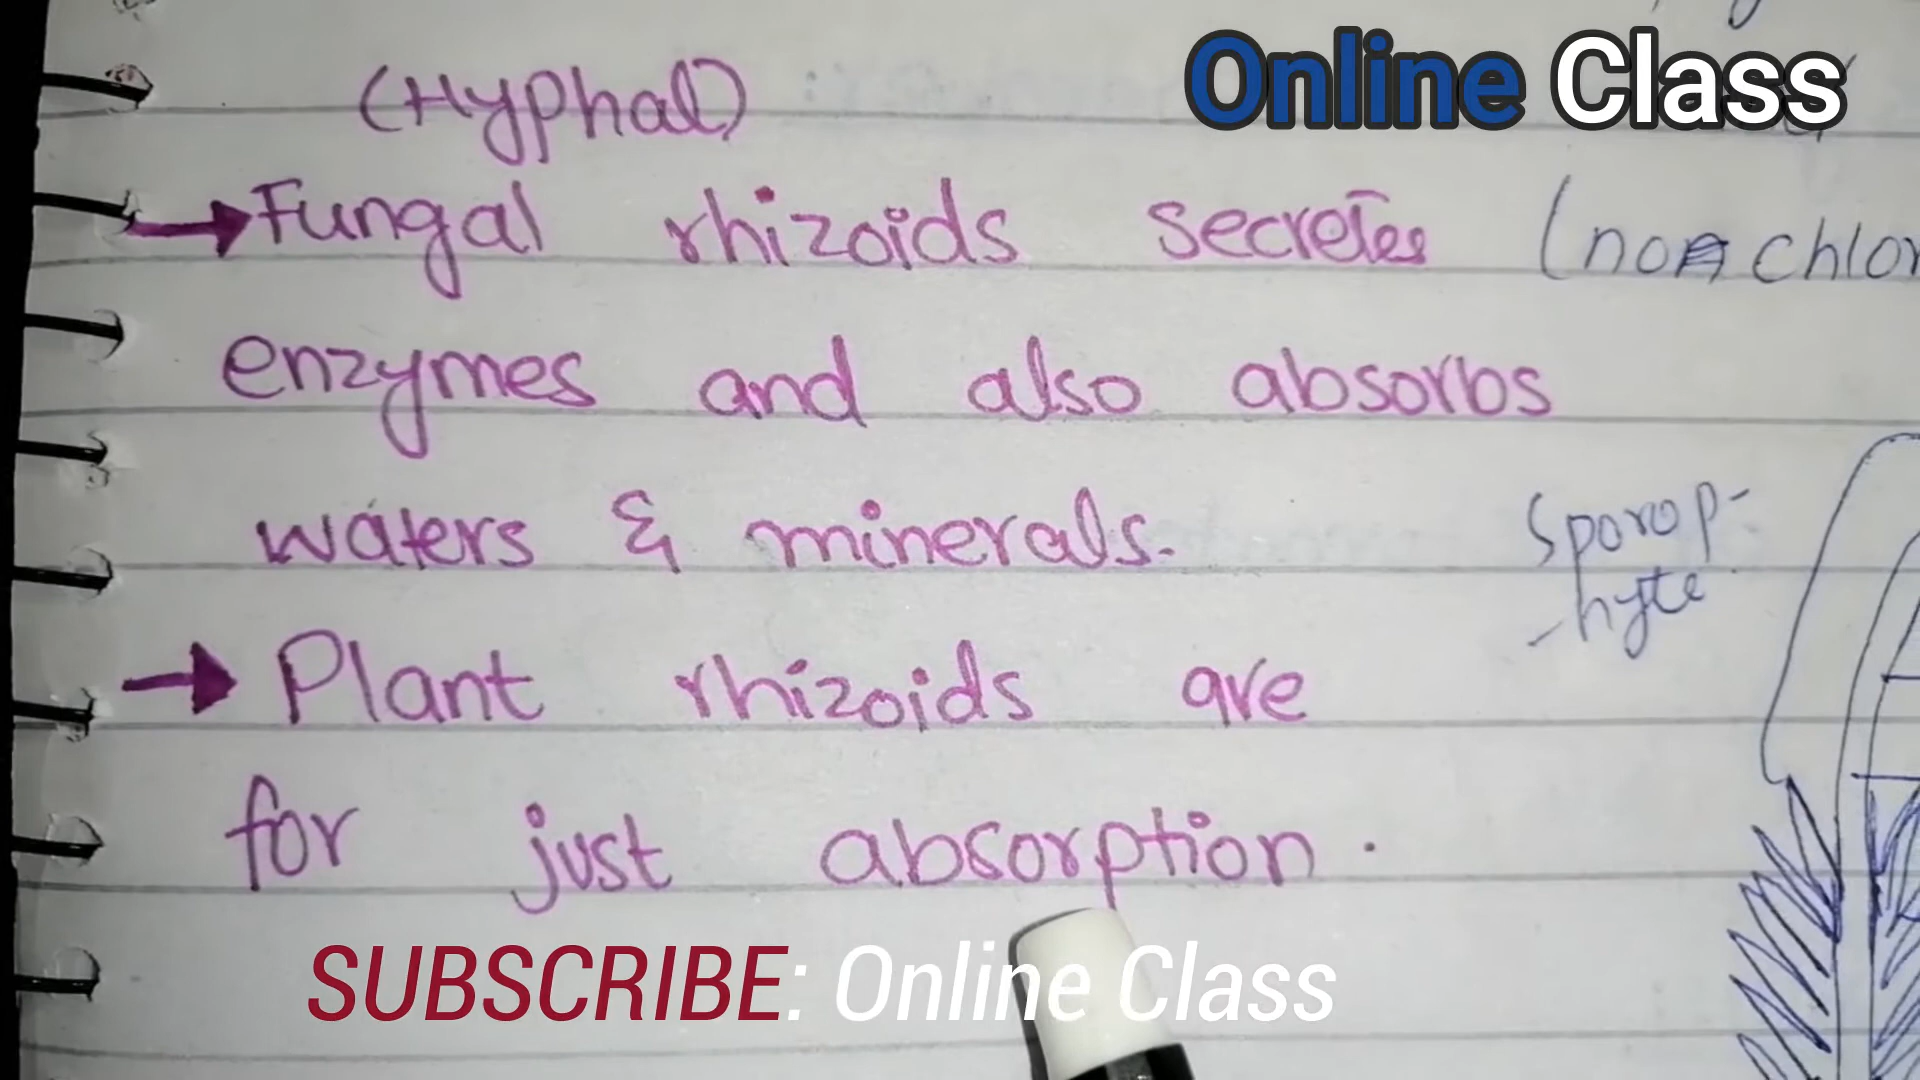 Online Class
(Hyphal)
→Fungal rhizoids secretes
enzymes and also absorbs
waters & minerals.
→ Plant rhizoids are
for just absorption.
(non chlor
Sporop-
-hyte
SUBSCRIBE: Online Class